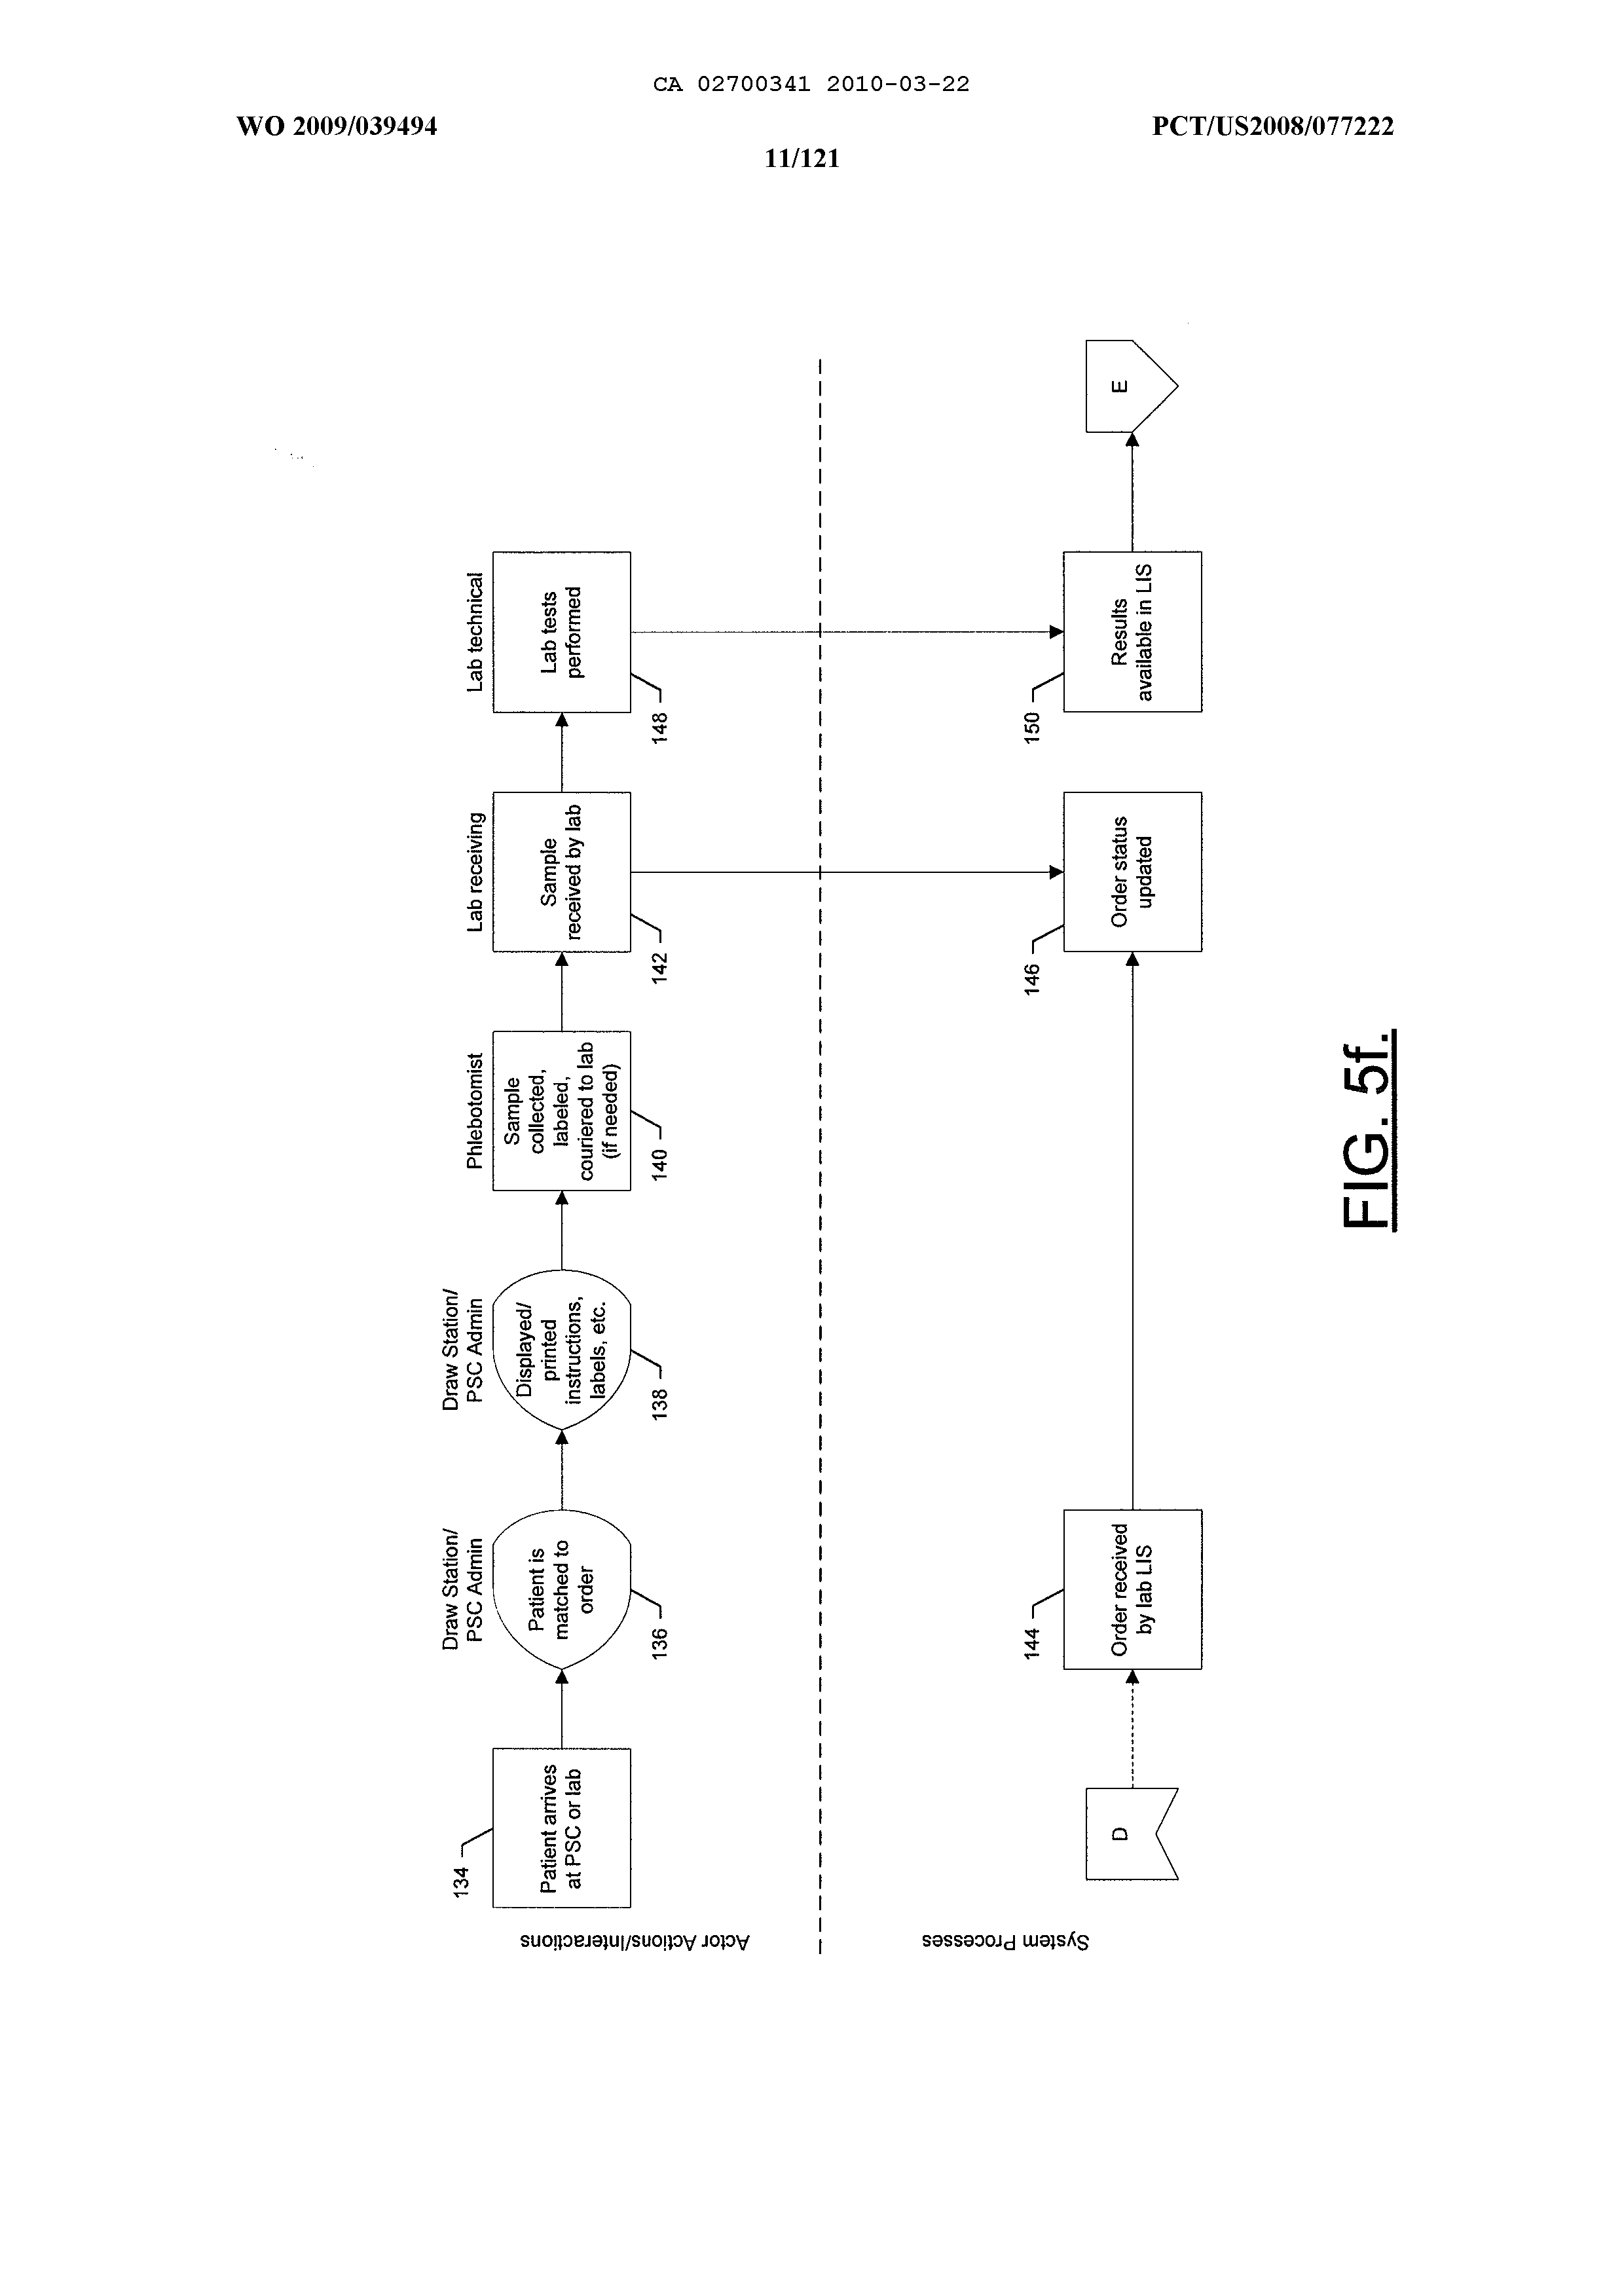 CA 02700341 2010-03-22
WO 2009/039494
PCT/US2008/077222
11/121
Actor Actions/Interactions
134
Patient arrives
at PSC or lab
Draw Station/
PSC Admin
Patient is
matched to
order
136
Draw Station/
PSC Admin
Displayed/
printed
instructions,
labels, etc.
138
Phlebotomist
Sample
collected,
labeled,
couriered to lab
(if needed)
140
Lab receiving
Sample
received by lab
142
Lab technical
Lab tests
performed
148
System Processes
D
144
Order received
by lab LIS
146
Order status
updated
150
Results
available in LIS
E
FIG. 5f.